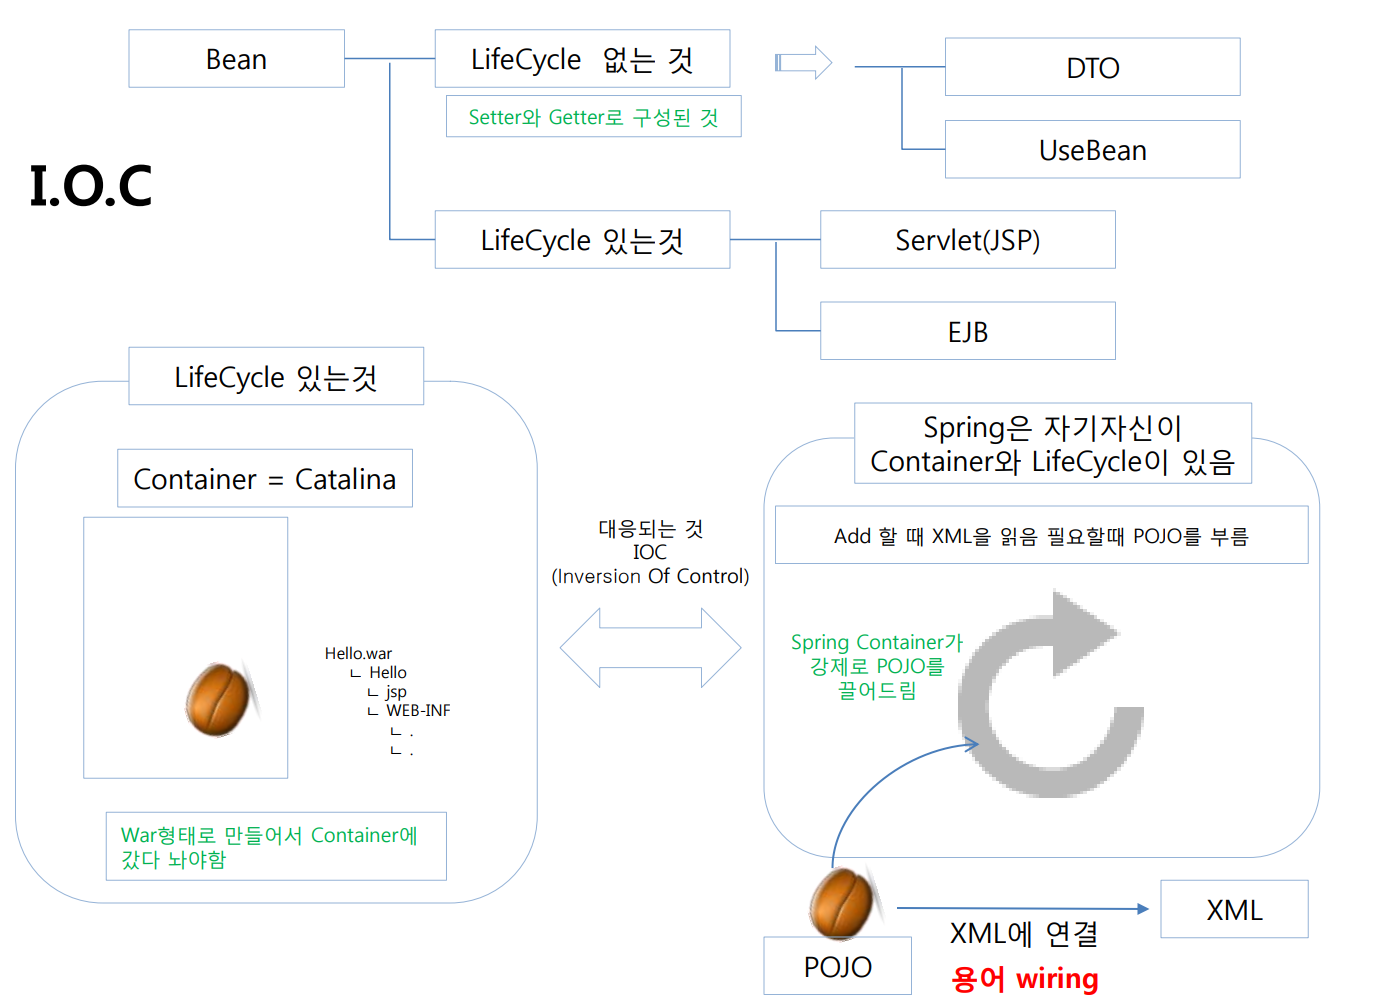 Bean
LifeCycle 없는 것
Setter와 Getter로 구성된 것
DTO
UseBean
I.O.C
LifeCycle 있는것
Servlet(JSP)
EJB
LifeCycle 있는것
Container = Catalina
Hello.war
ㄴ Hello
ㄴ jsp
ㄴ WEB-INF
ㄴ .
ㄴ .
War형태로 만들어서 Container에
갔다 놔야함
대응되는 것
IOC
(Inversion Of Control)
Spring은 자기자신이
Container와 LifeCycle이 있음
Add 할 때 XML을 읽음 필요할때 POJO를 부름
Spring Container가
강제로 POJO를
끌어드림
POJO
XML에 연결
용어 wiring
XML